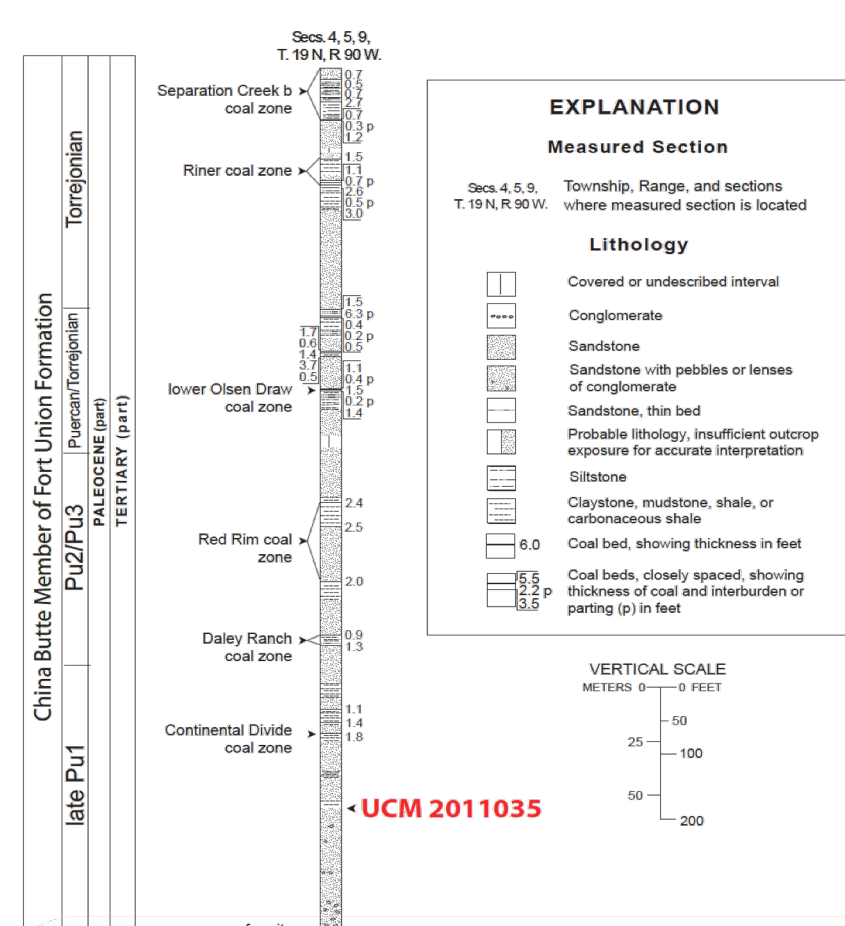 Secs. 4, 5, 9,
T. 19 N, R 90 W.
China Butte Member of Fort Union Formation
Torrejonian
Puercan/Torrejonian
Pu2/Pu3
late Pu1
PALEOCENE (part)
TERTIARY (part)
Separation Creek b
coal zone
Riner coal zone
lower Olsen Draw
coal zone
Red Rim coal
zone
Daley Ranch
coal zone
Continental Divide
coal zone
0.7
0.5
0.7
2.7
0.7
0.3 p
1.2
1.5
1.1
0.7 p
2.6
0.5 p
3.0
1.5
6.3 p
0.4
0.2 p
0.5
1.7
0.6
1.4
3.7
0.5
1.1
0.4 p
1.5
0.2 p
1.4
2.4
2.5
2.0
0.9
1.3
1.1
1.4
1.8
UCM 2011035
EXPLANATION
Measured Section
Secs. 4, 5, 9,
T. 19 N, R 90 W.
Township, Range, and sections
where measured section is located
Lithology
Covered or undescribed interval
Conglomerate
Sandstone
Sandstone with pebbles or lenses
of conglomerate
Sandstone, thin bed
Probable lithology, insufficient outcrop
exposure for accurate interpretation
Siltstone
Claystone, mudstone, shale, or
carbonaceous shale
6.0 Coal bed, showing thickness in feet
5.5
2.2 p
3.5
Coal beds, closely spaced, showing
thickness of coal and interburden or
parting (p) in feet
VERTICAL SCALE
METERS 0 0 FEET
50
25
100
50
200